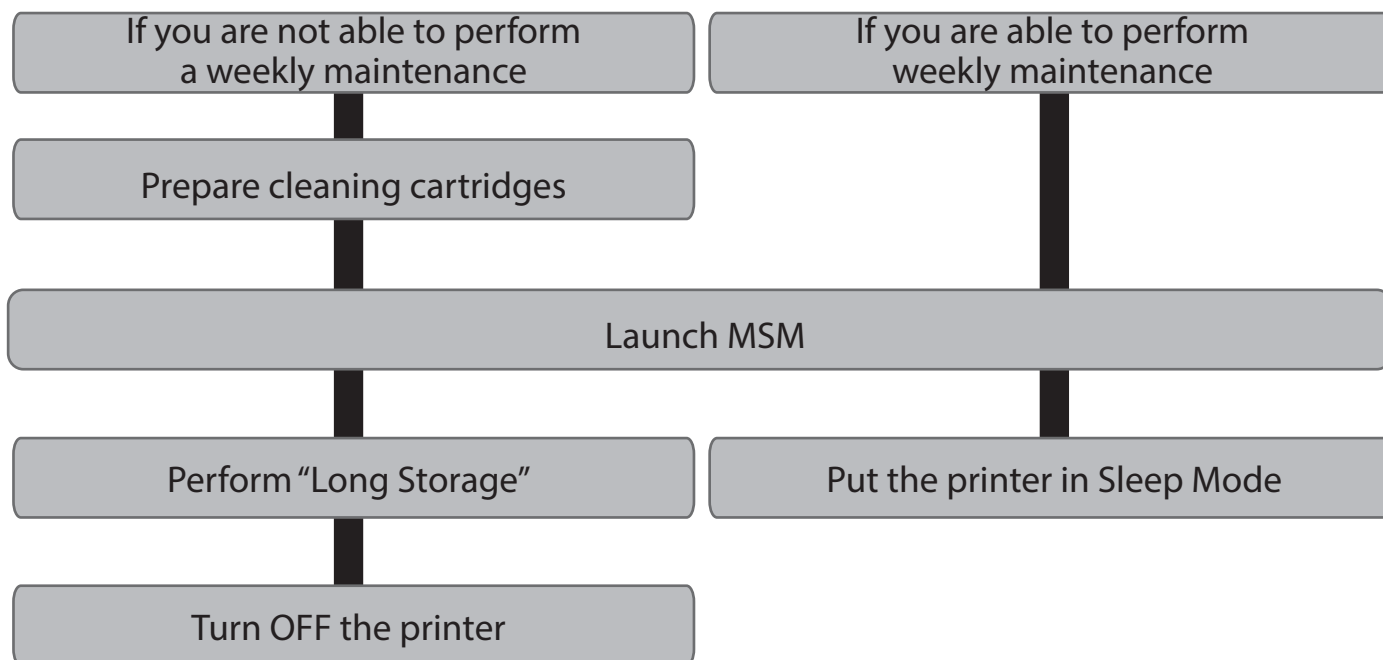 If you are not able to perform
a weekly maintenance
If you are able to perform
weekly maintenance
Prepare cleaning cartridges
Launch MSM
Perform “Long Storage”
Put the printer in Sleep Mode
Turn OFF the printer